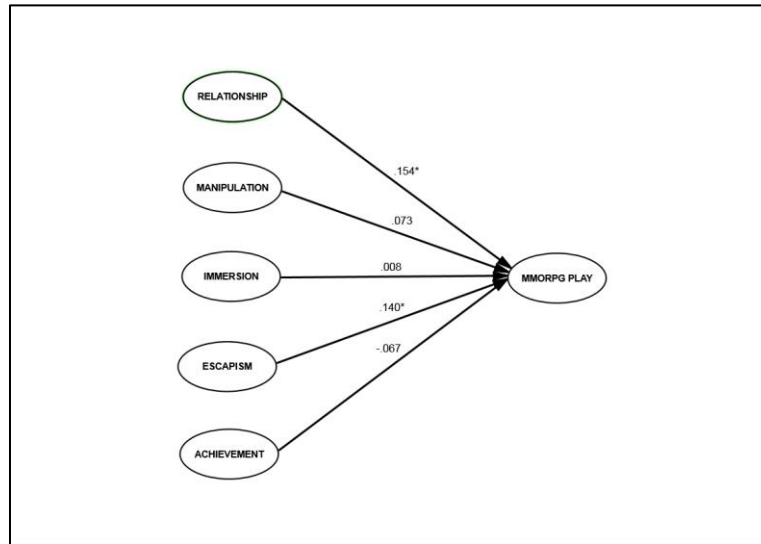 RELATIONSHIP
.154*
MANIPULATION
.073
IMMERSION
.008
MMORPG PLAY
.140*
ESCAPISM
-.067
ACHIEVEMENT